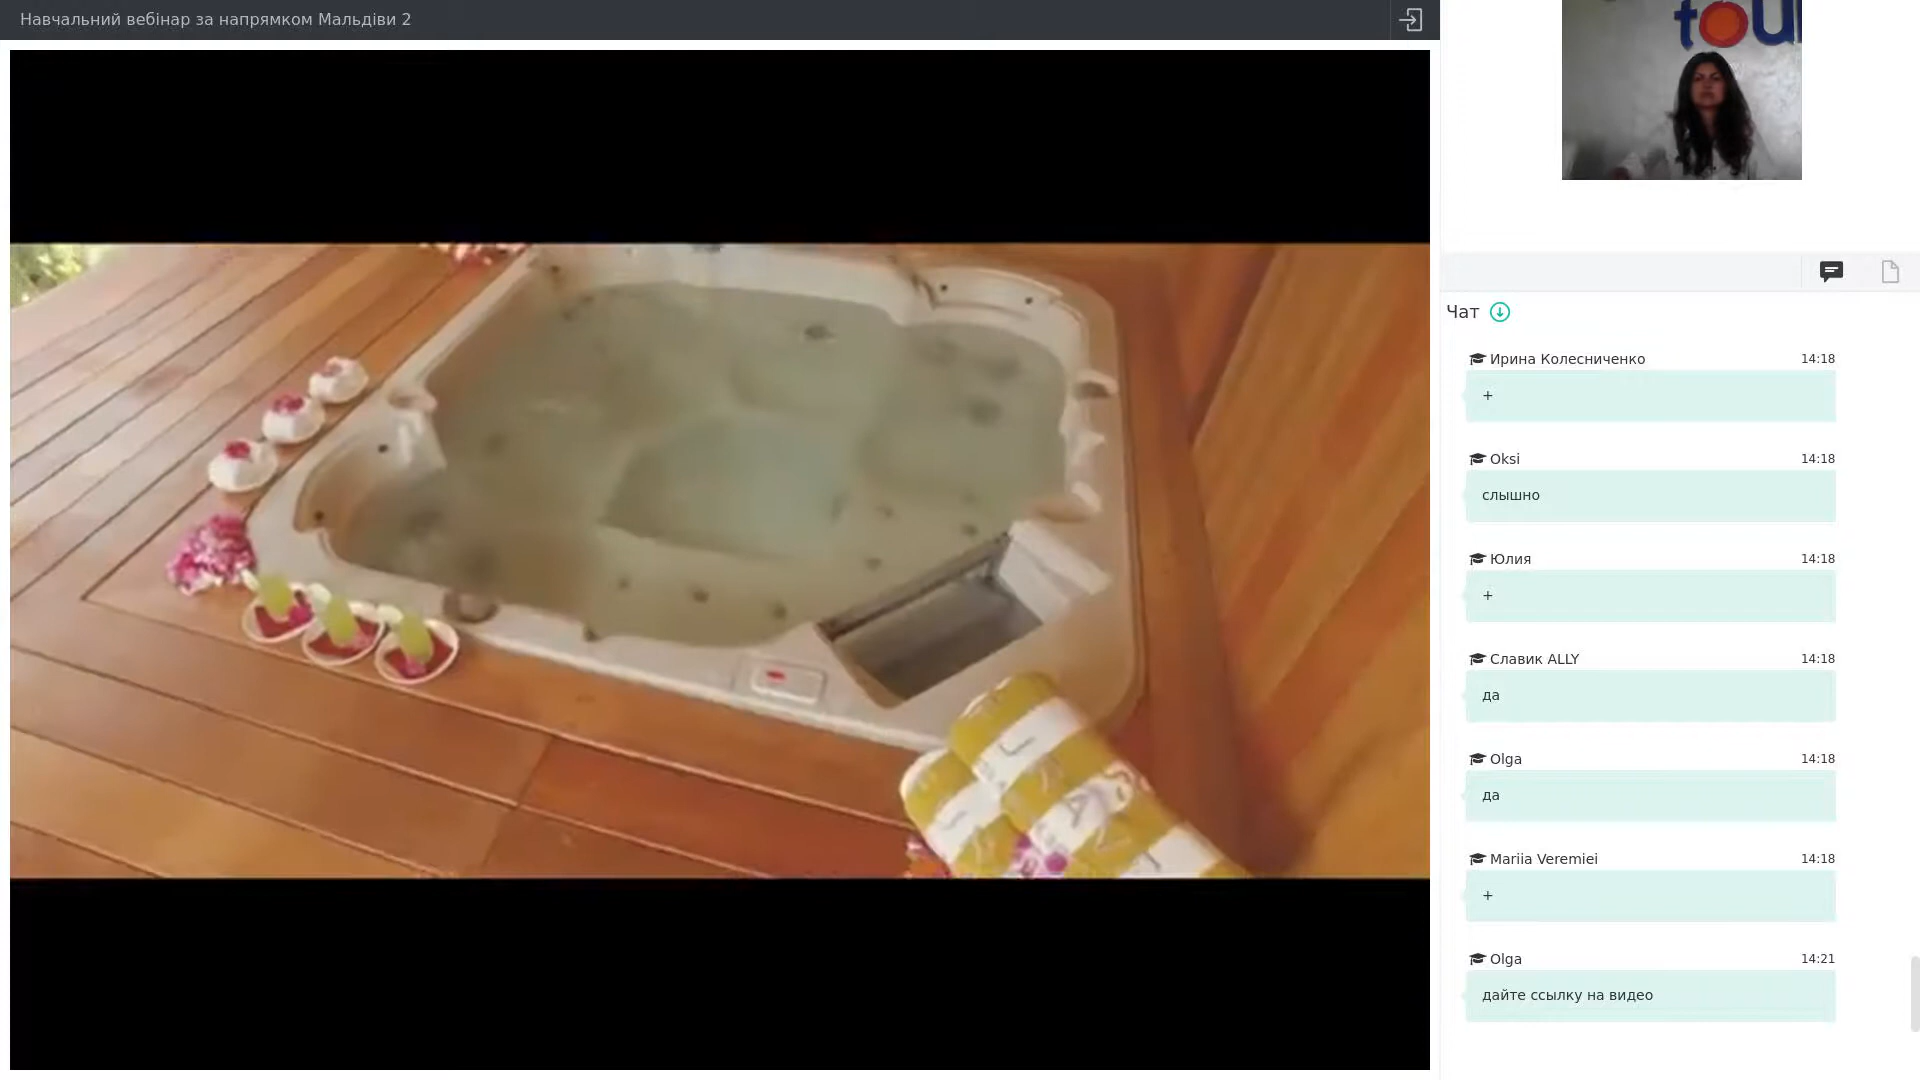 Навчальний вебінар за напрямком Мальдіви 2
tou
Чат
Ирина Колесниченко 14:18
+
Oksi 14:18
слышно
Юлия 14:18
+
Славик ALLY 14:18
да
Olga 14:18
да
Mariia Veremiei 14:18
+
Olga 14:21
дайте ссылку на видео